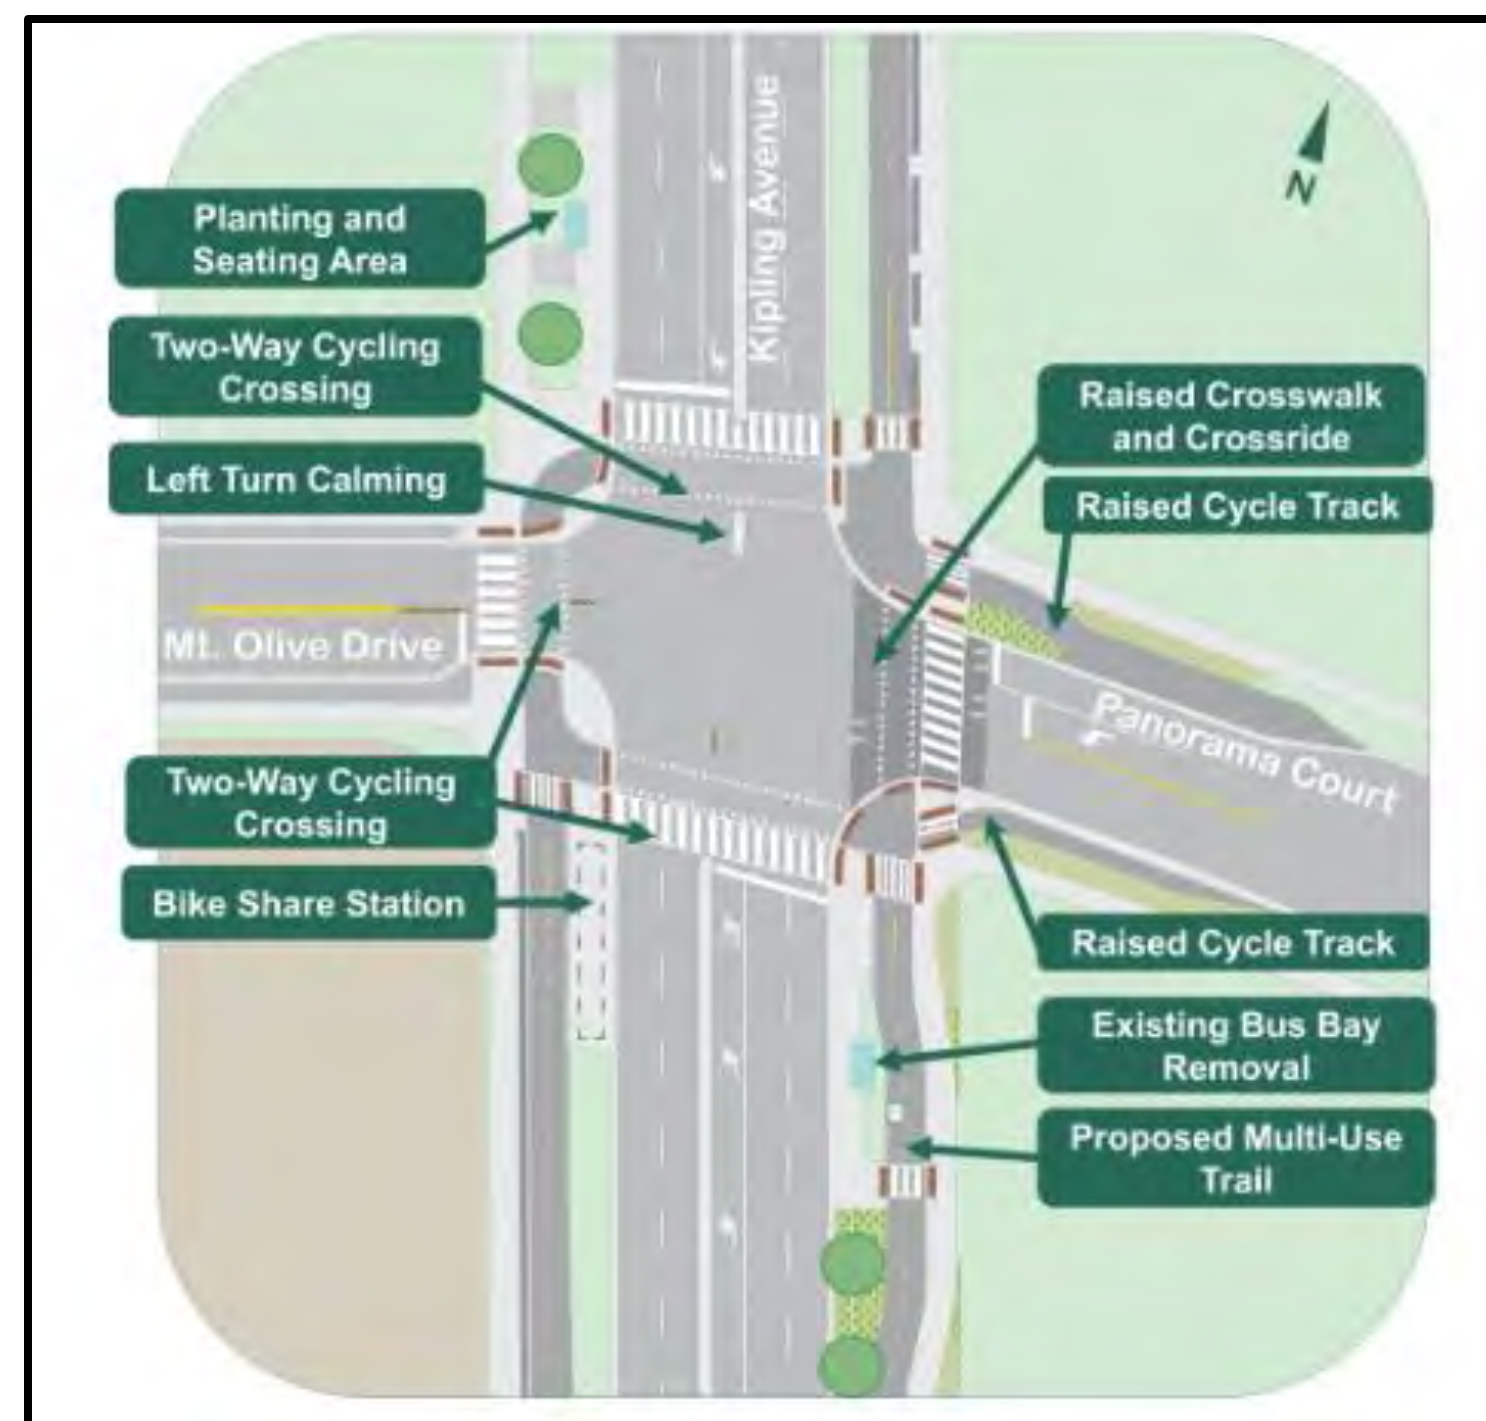 Kipling Avenue
N
Planting and
Seating Area
Two-Way Cycling
Crossing
Left Turn Calming
Raised Crosswalk
and Crossride
Raised Cycle Track
Mt. Olive Drive
Panorama Court
Two-Way Cycling
Crossing
Bike Share Station
Raised Cycle Track
Existing Bus Bay
Removal
Proposed Multi-Use
Trail